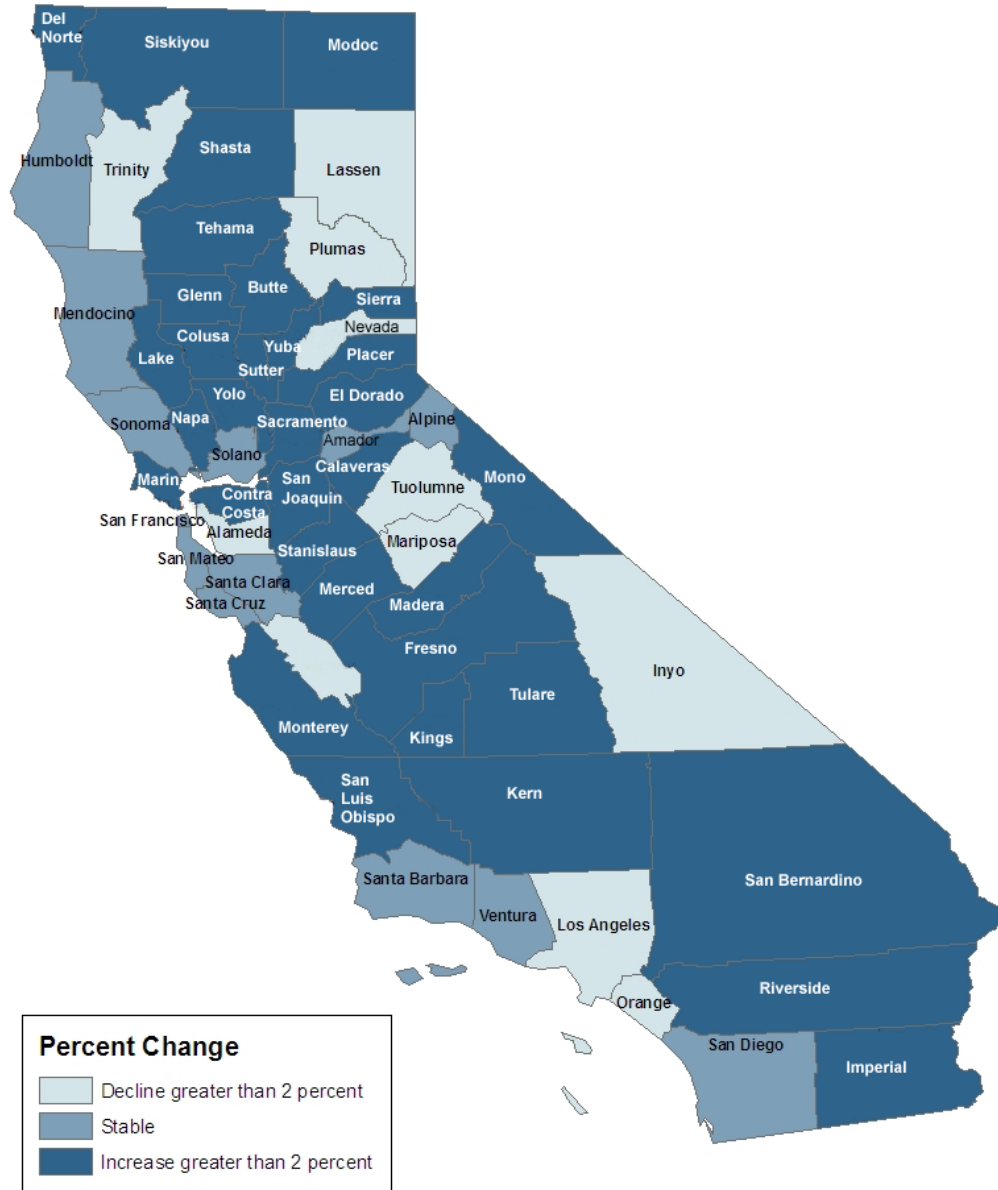 Del
Norte
Siskiyou
Modoc
Humboldt
Trinity
Shasta
Lassen
Tehama
Plumas
Glenn
Butte
Sierra
Mendocino
Nevada
Colusa
Yuba
Placer
Lake
Sutter
Yolo
El Dorado
Napa
Sonoma
Sacramento
Alpine
Amador
Solano
Calaveras
Marin
San
Joaquin
Mono
Tuolumne
Contra
Costa
San Francisco
Alameda
Mariposa
Stanislaus
San Mateo
Santa Clara
Merced
Santa Cruz
Madera
Fresno
Inyo
Tulare
Monterey
Kings
San
Luis
Obispo
Kern
Santa Barbara
San Bernardino
Ventura
Los Angeles
Riverside
Orange
San Diego
Imperial
Percent Change
Decline greater than 2 percent
Stable
Increase greater than 2 percent